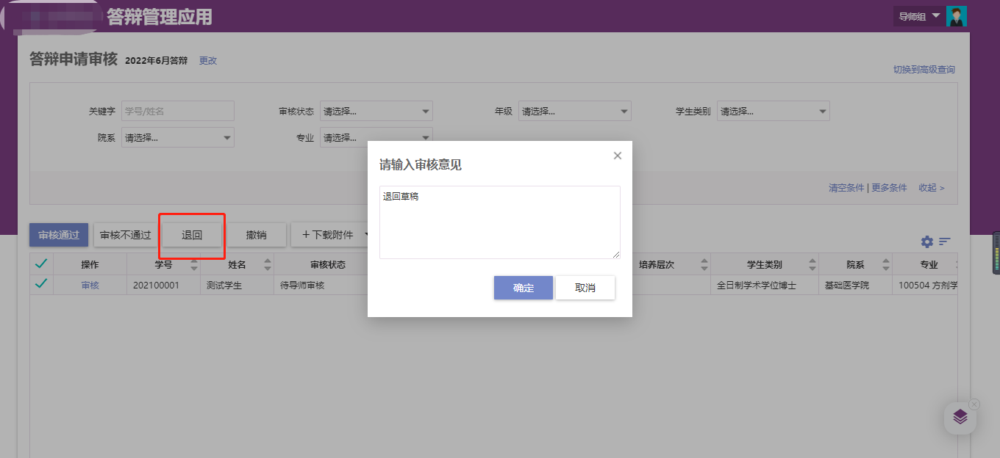 答辩管理应用
导师组
答辩申请审核 2022年6月答辩 更改
切换到高级查询
关键字 学号/姓名 审核状态 请选择... 年级 请选择... 学生类别 请选择...
院系 请选择... 专业 请选择...
请输入审核意见
退回草稿
确定 取消
清空条件 | 更多条件 收起 >
审核通过 审核不通过 退回 撤销 +下载附件
操作 学号 姓名 审核状态 培养层次 学生类别 院系 专业
审核 202100001 测试学生 待导师审核 全日制学术学位博士 基础医学院 100504 方剂学